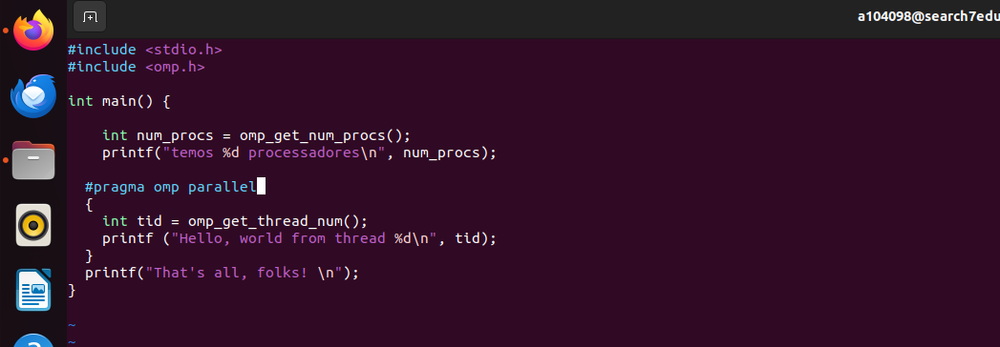 a104098@search7edu
#include <stdio.h>
#include <omp.h>
int main() {
int num_procs = omp_get_num_procs();
printf("temos %d processadores\n", num_procs);
#pragma omp parallel
{
int tid = omp_get_thread_num();
printf ("Hello, world from thread %d\n", tid);
}
printf("That's all, folks! \n");
}
~
~